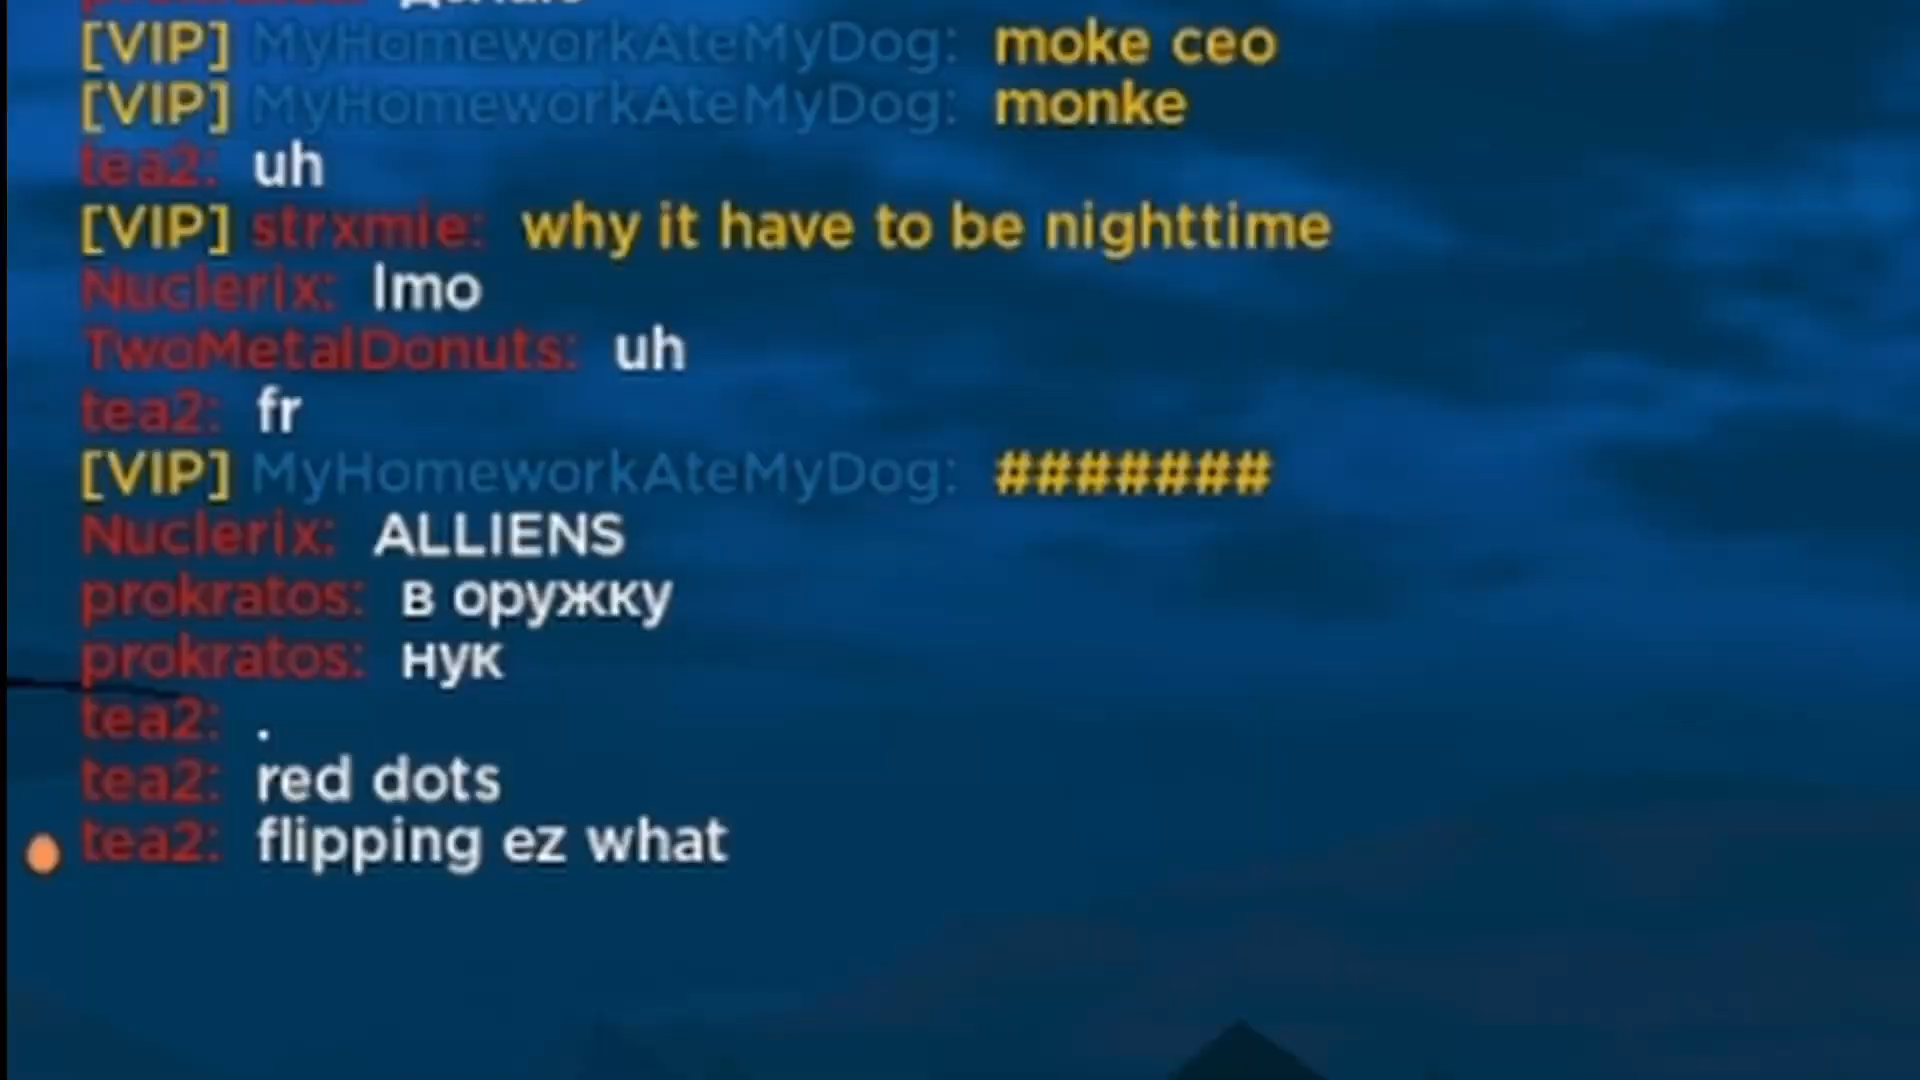 [VIP] MyHomeworkAteMyDog: moke ceo
[VIP] MyHomeworkAteMyDog: monke
tea2: uh
[VIP] strxmie: why it have to be nighttime
Nuclerix: lmo
TwoMetalDonuts: uh
tea2: fr
[VIP] MyHomeworkAteMyDog: #######
Nuclerix: ALLIENS
prokratos: в оружку
prokratos: нук
tea2: .
tea2: red dots
tea2: flipping ez what